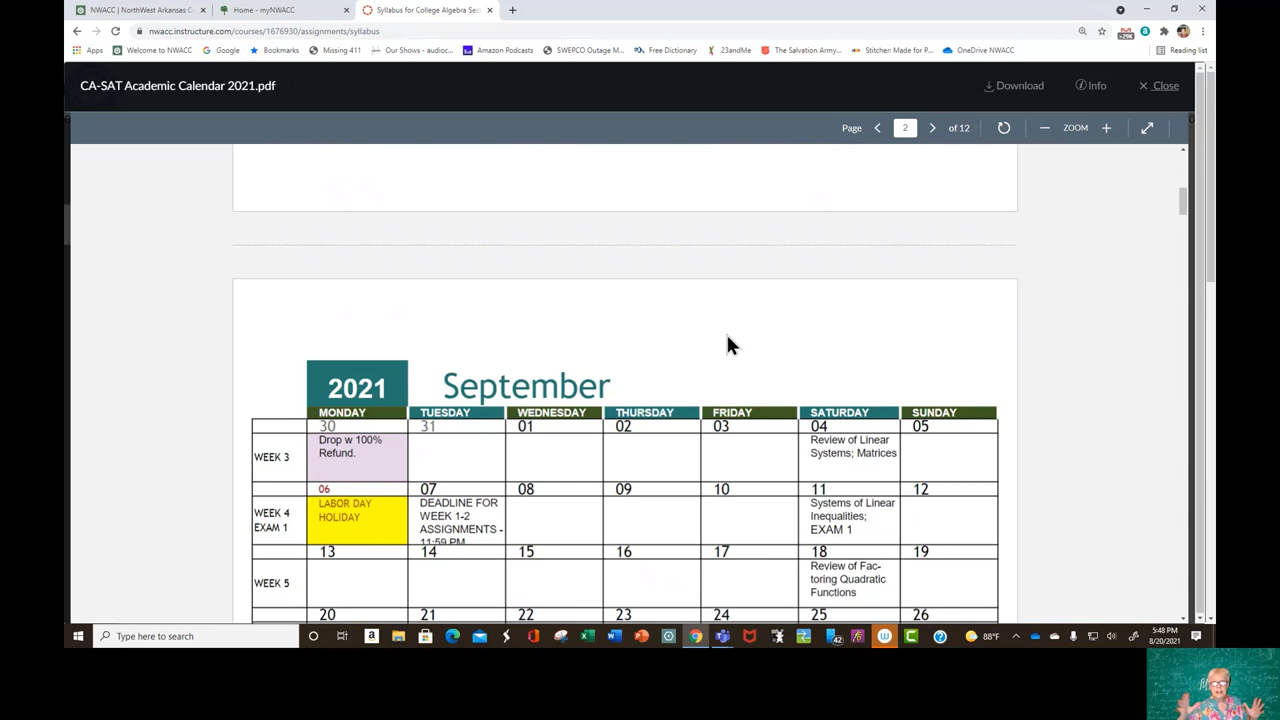 NWACC | NorthWest Arkansas C
Home - myNWACC
Syllabus for College Algebra Sec
nwacc.instructure.com/courses/1676930/assignments/syllabus
Apps
Welcome to NWACC
Google
Bookmarks
Missing 411
Our Shows - audioc...
Amazon Podcasts
SWEPCO Outage M...
Free Dictionary
23andMe
The Salvation Army...
Stitcher: Made for P...
OneDrive NWACC
Reading list
CA-SAT Academic Calendar 2021.pdf
Download
Info
Close
Page
2
of 12
ZOOM
2021
September
MONDAY TUESDAY WEDNESDAY THURSDAY FRIDAY SATURDAY SUNDAY
30 31 01 02 03 04 05
WEEK 3
Drop w 100%
Refund.
Review of Linear
Systems; Matrices
06 07 08 09 10 11 12
WEEK 4
EXAM 1
LABOR DAY
HOLIDAY
DEADLINE FOR
WEEK 1-2
ASSIGNMENTS -
11:59 PM
Systems of Linear
Inequalities;
EXAM 1
13 14 15 16 17 18 19
WEEK 5
Review of Fac-
toring Quadratic
Functions
20 21 22 23 24 25 26
Type here to search
42
88°F
5:48 PM
8/20/2021